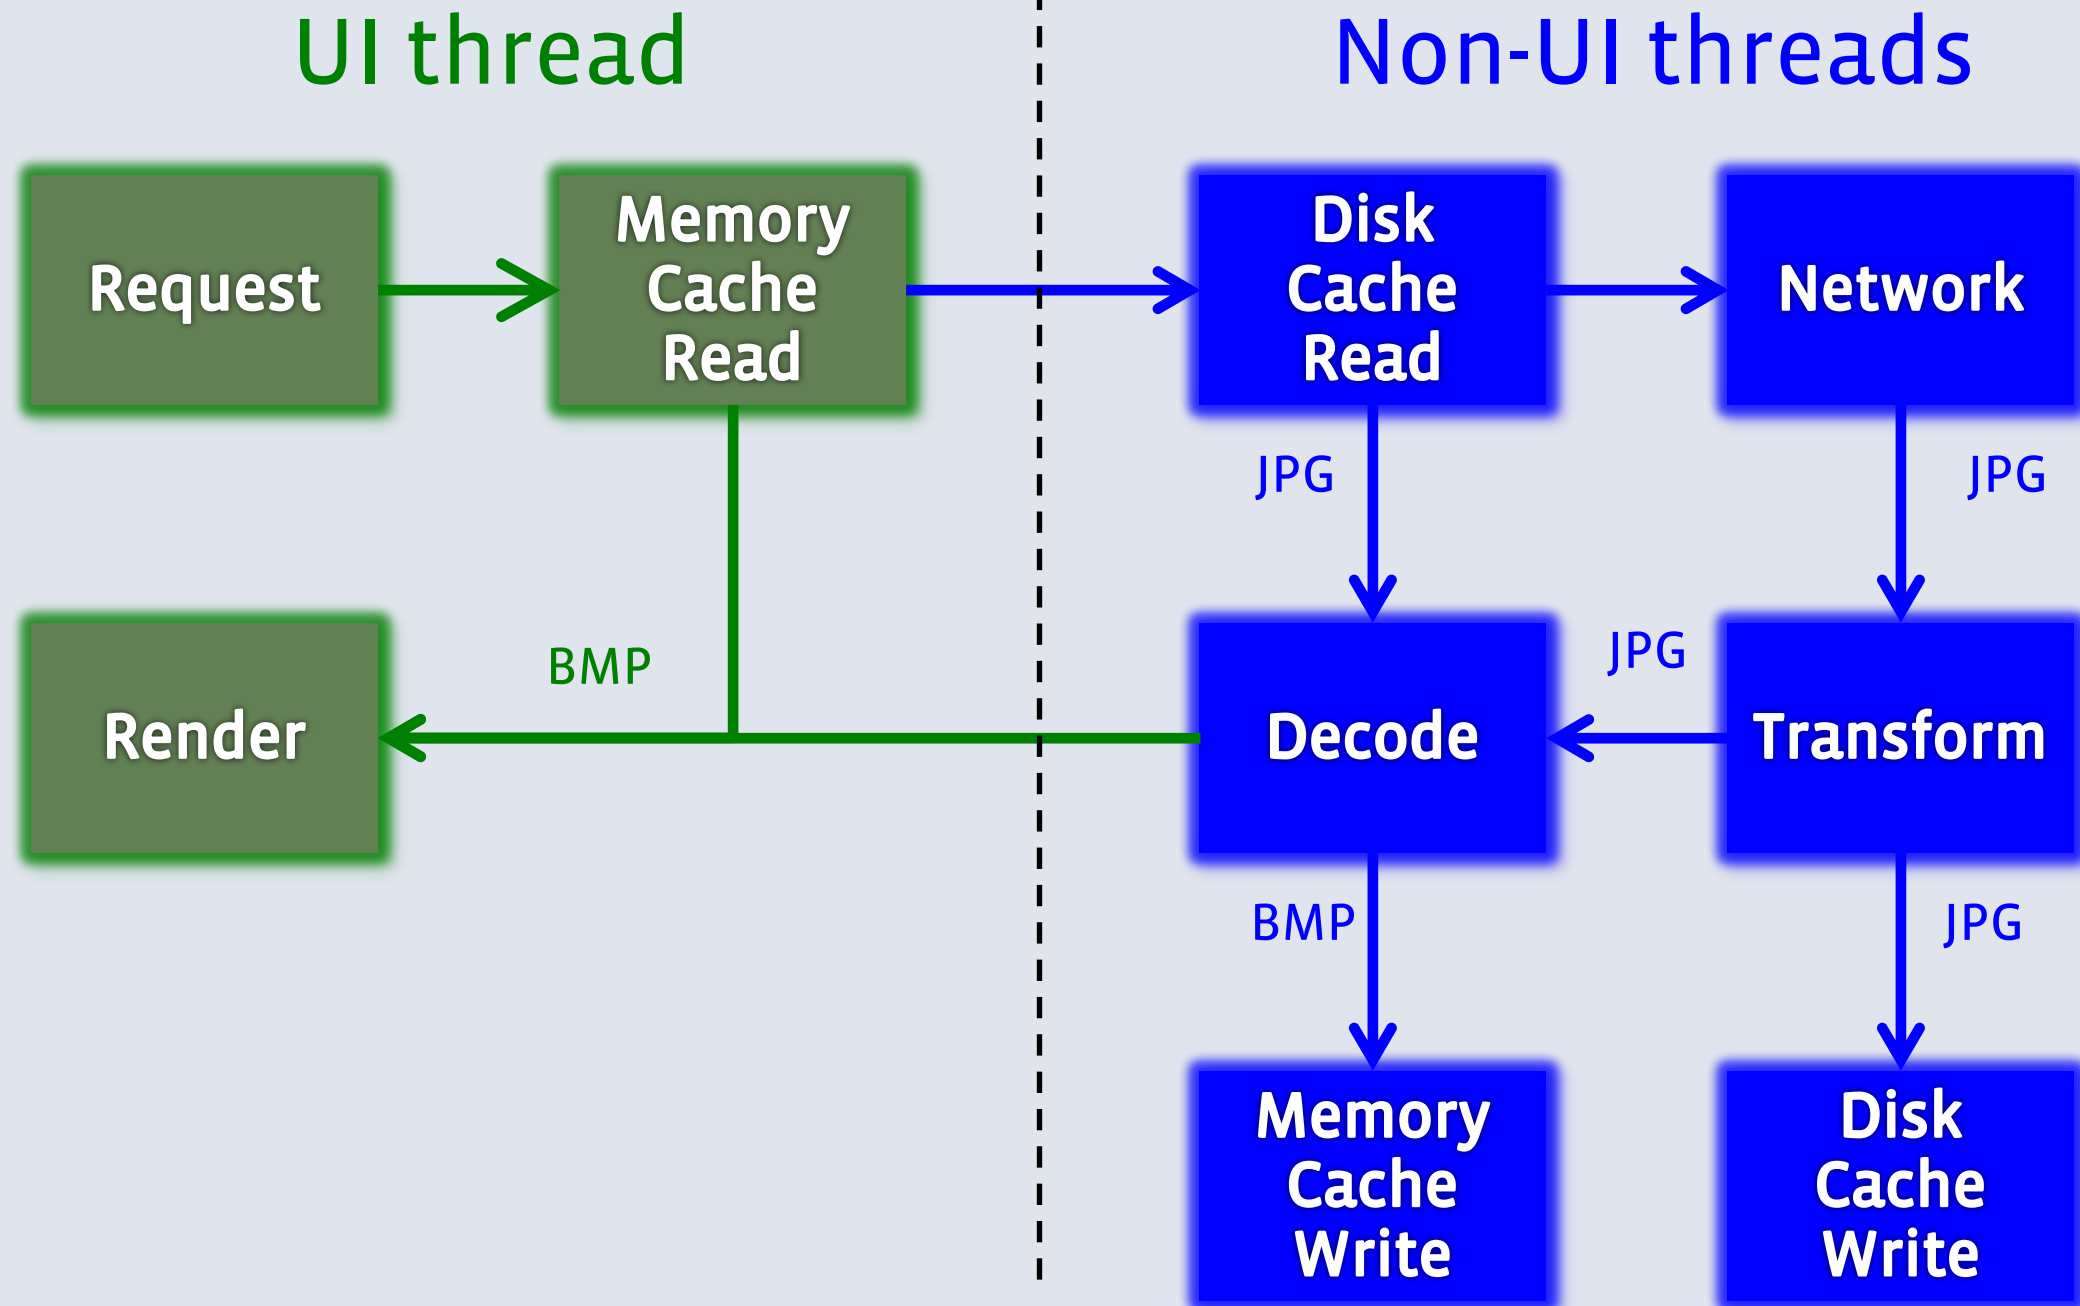 UI thread
Non-UI threads
Request
Memory
Cache
Read
Disk
Cache
Read
Network
JPG
JPG
BMP
JPG
Render
Decode
Transform
BMP
JPG
Memory
Cache
Write
Disk
Cache
Write